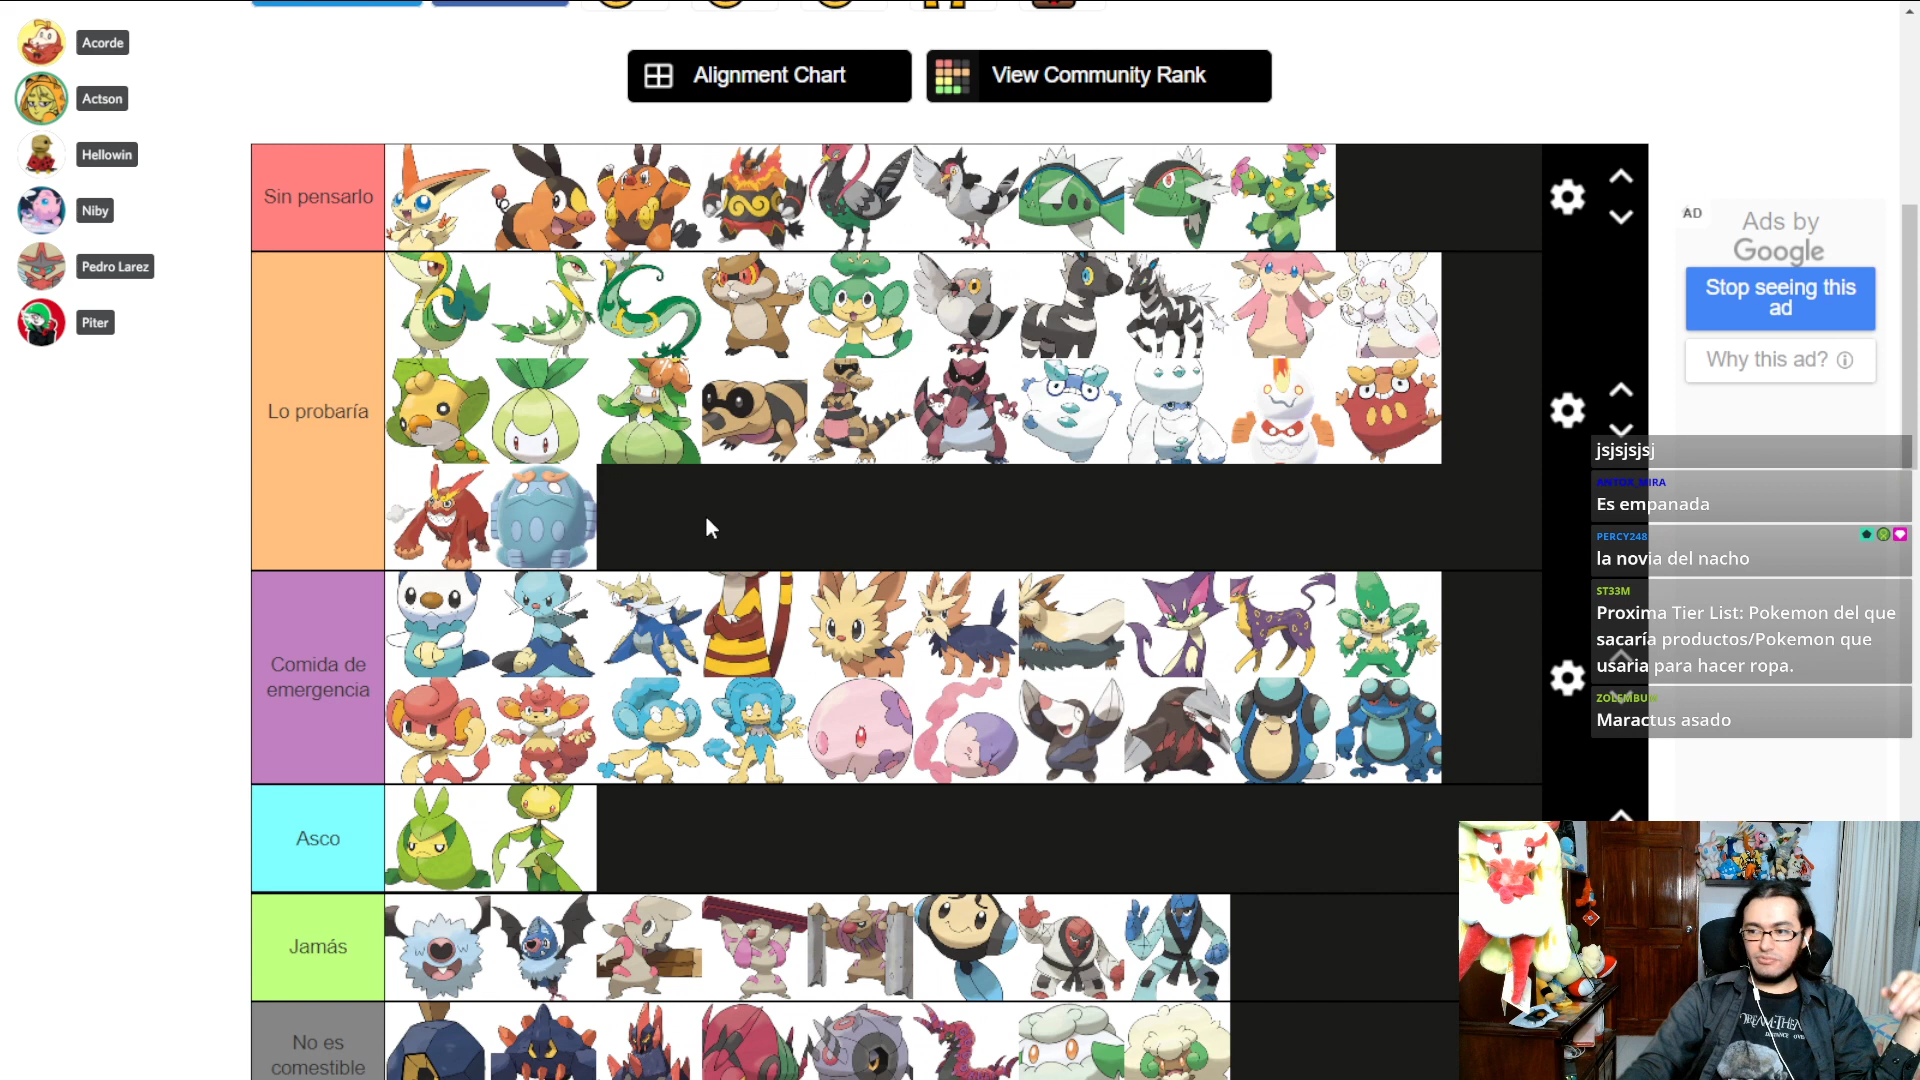 Acorde
Actson
Hellowin
Niby
Pedro Larez
Piter
Alignment Chart
View Community Rank
Sin pensarlo
Lo probaría
Comida de
emergencia
Asco
Jamás
No es
comestible
AD
Ads by
Google
Stop seeing this
ad
Why this ad?
jsjsjsjsj
ANTOX_MIRA
Es empanada
PERCY248
la novia del nacho
ST33M
Proxima Tier List: Pokemon del que
sacaría productos/Pokemon que
usaria para hacer ropa.
Maractus asado